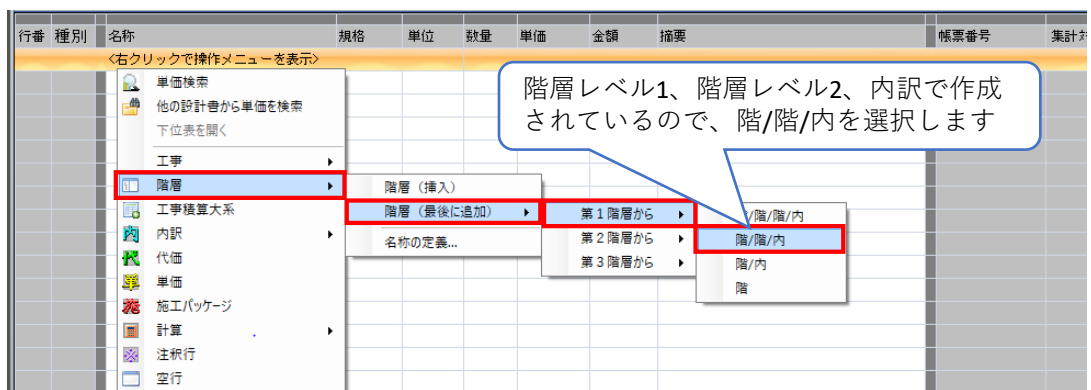 行番 種別 名称 規格 単位 数量 単価 金額 摘要 帳票番号
<右クリックで操作メニューを表示>
単価検索
他の設計書から単価を検索
下位表を開く
工事
階層
工事積算大系
内訳
代価
単価
施工パッケージ
計算
注釈行
空行
階層（挿入）
階層（最後に追加）
名称の定義...
第１階層から
第２階層から
第３階層から
/階/階/内
階/階/内
階/内
階
階層レベル1、階層レベル2、内訳で作成
されているので、階/階/内を選択します